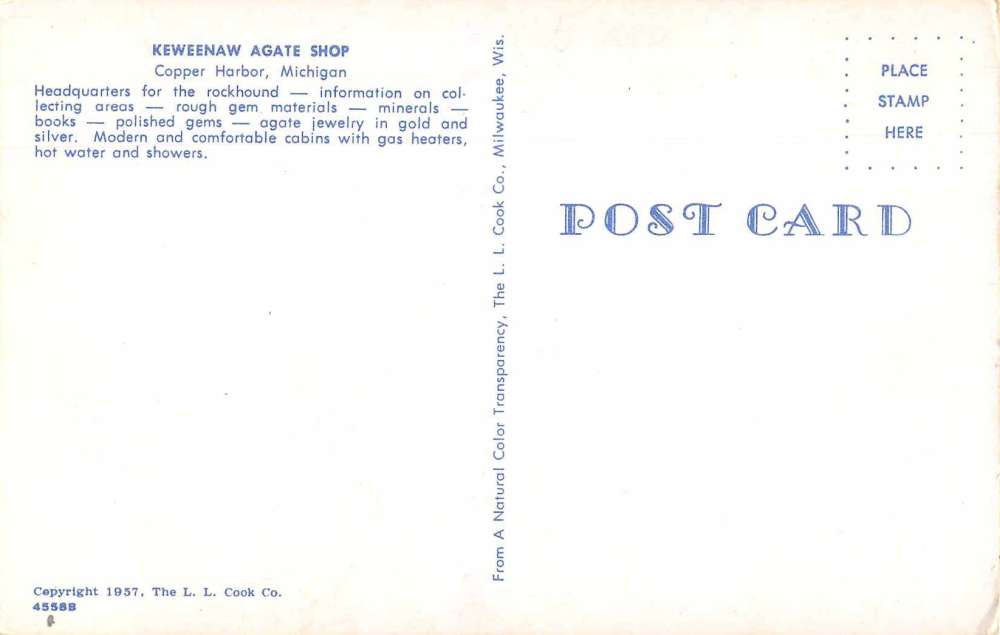 KEWEENAW AGATE SHOP
Copper Harbor, Michigan
Headquarters for the rockhound — information on col-
lecting areas — rough gem materials — minerals —
books — polished gems — agate jewelry in gold and
silver. Modern and comfortable cabins with gas heaters,
hot water and showers.
Copyright 1957, The L. L. Cook Co.
4558B
From A Natural Color Transparency, The L. L. Cook Co., Milwaukee, Wis.
PLACE
STAMP
HERE
POST CARD